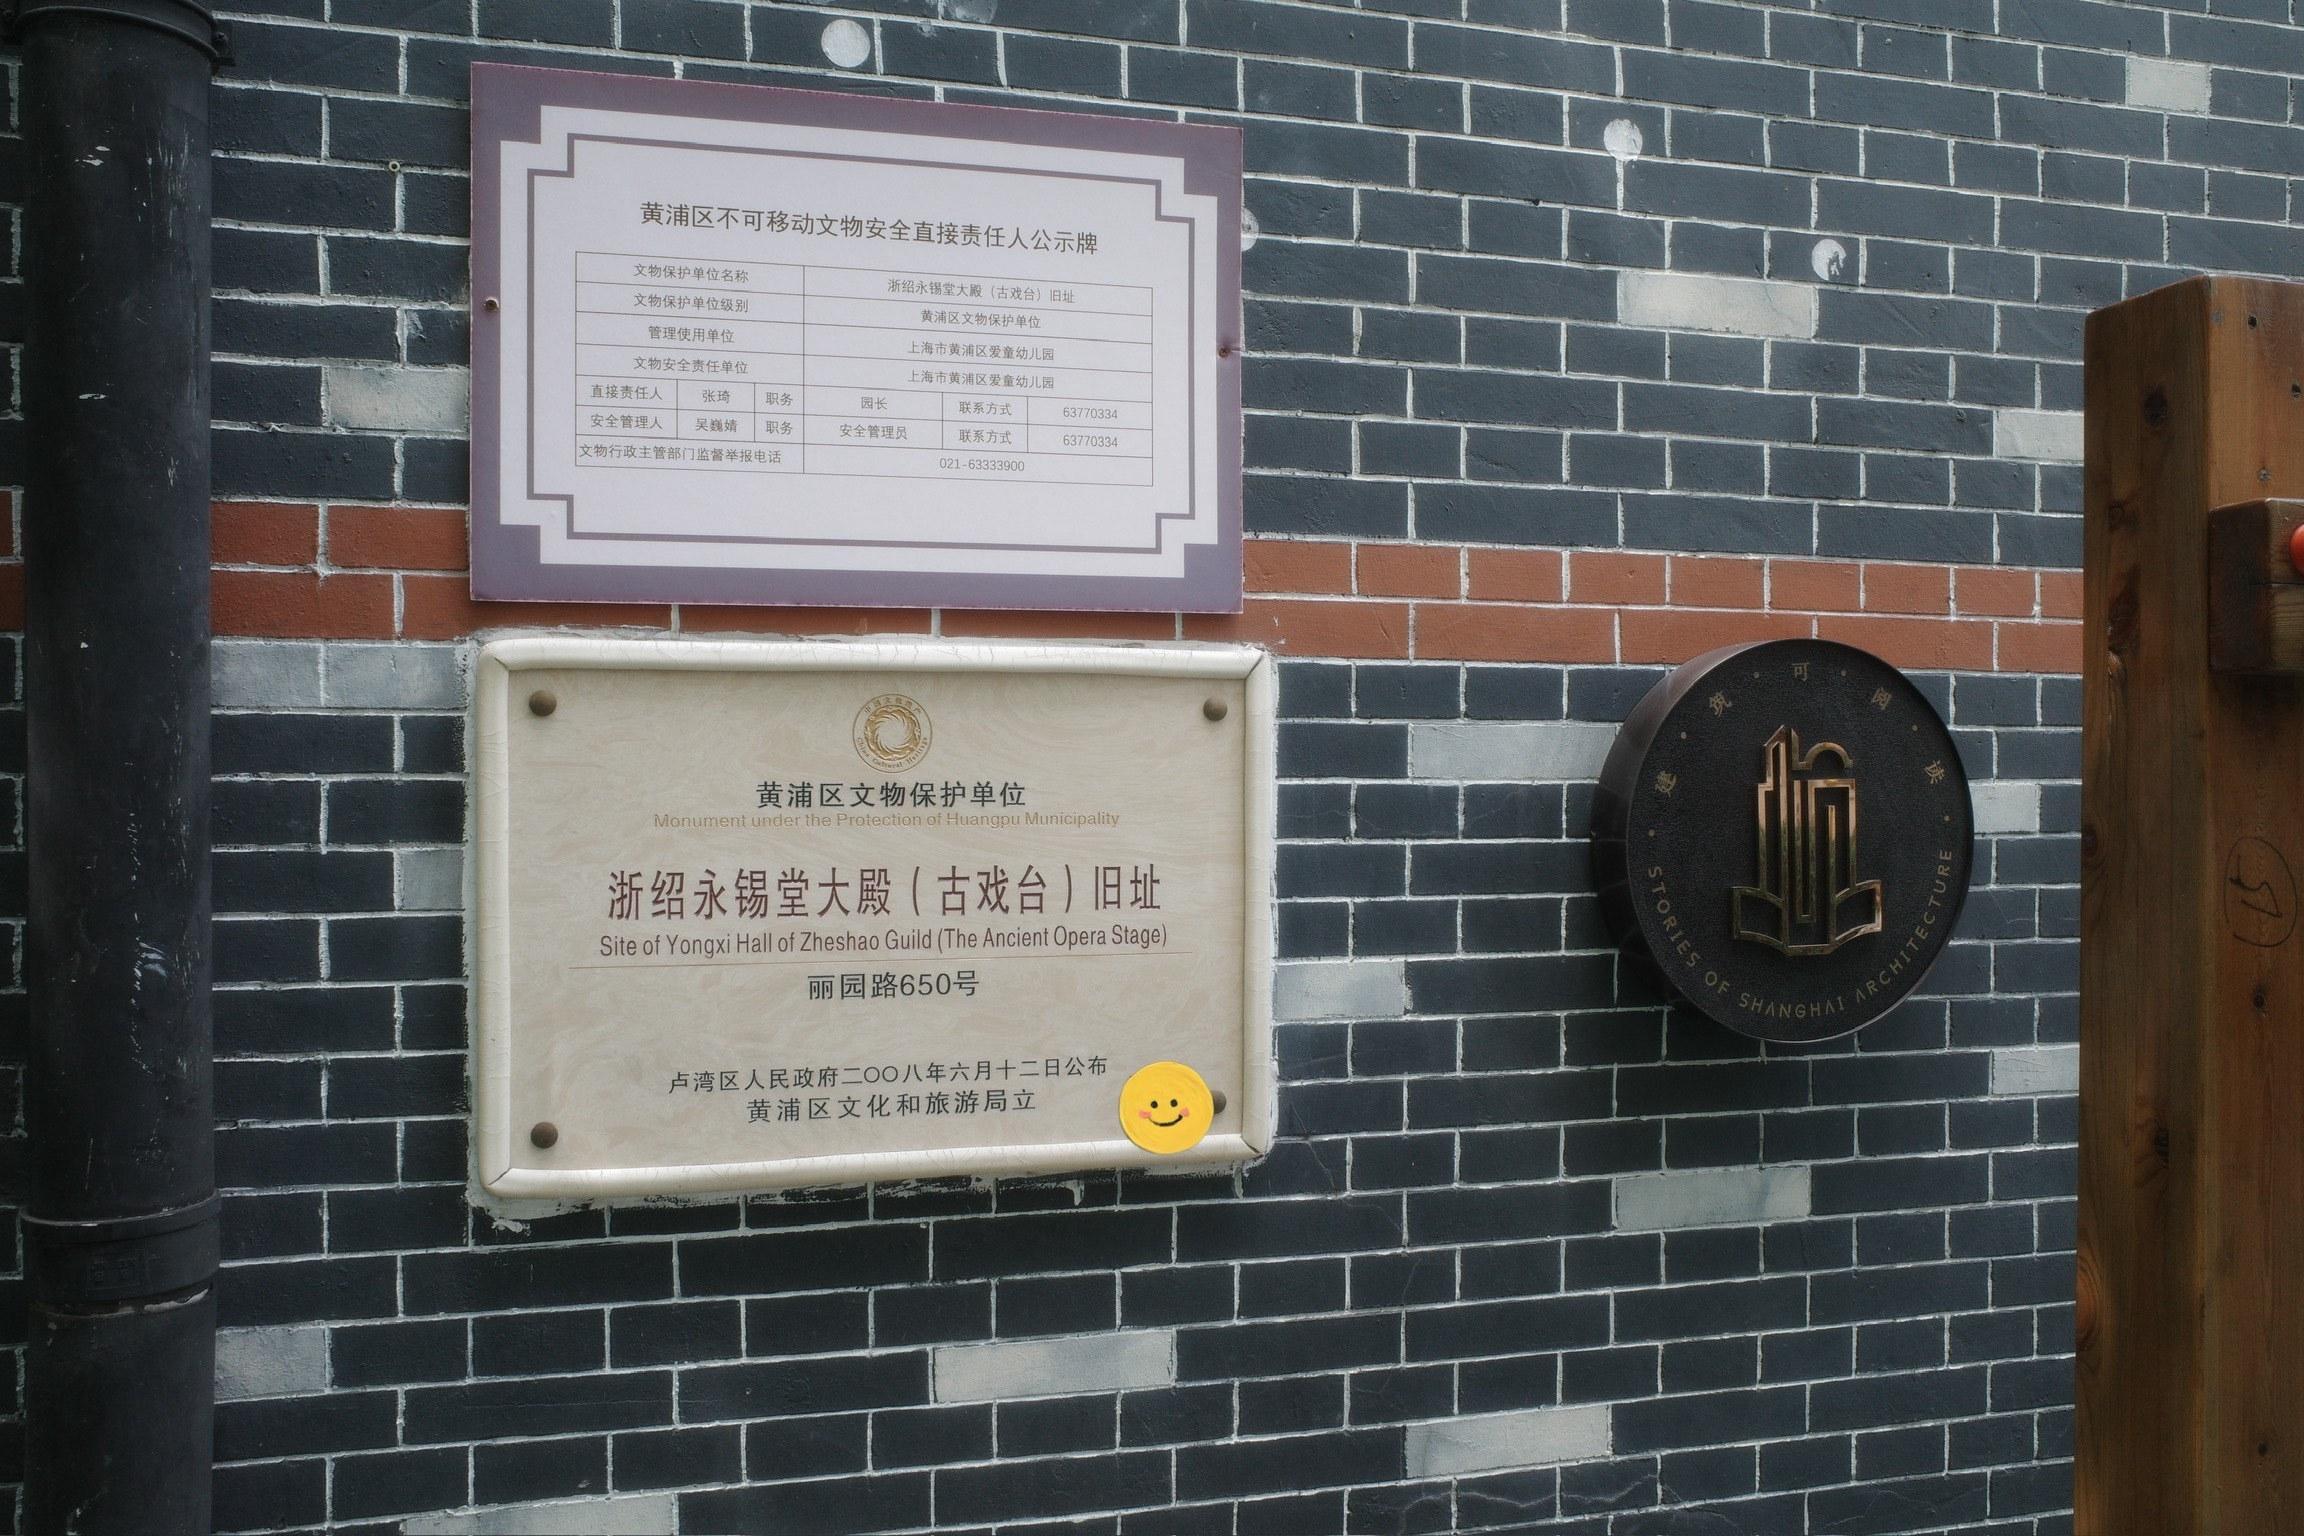 黄浦区不可移动文物安全直接责任人公示牌
文物保护单位名称 浙绍永锡堂大殿（古戏台）旧址
文物保护单位级别 黄浦区文物保护单位
管理使用单位 上海市黄浦区爱童幼儿园
文物安全责任单位 上海市黄浦区爱童幼儿园
直接责任人 张琦 职务 园长 联系方式 63770334
安全管理人 吴巍婧 职务 安全管理员 联系方式 63770334
文物行政主管部门监督举报电话 021-63333900
中国文化遗产
China Cultural Heritage
黄浦区文物保护单位
Monument under the Protection of Huangpu Municipality
浙绍永锡堂大殿（古戏台）旧址
Site of Yongxi Hall of Zheshao Guild (The Ancient Opera Stage)
丽园路650号
卢湾区人民政府二〇〇八年六月十二日公布
黄浦区文化和旅游局立
建·筑·可·阅·读
STORIES OF SHANGHAI ARCHITECTURE